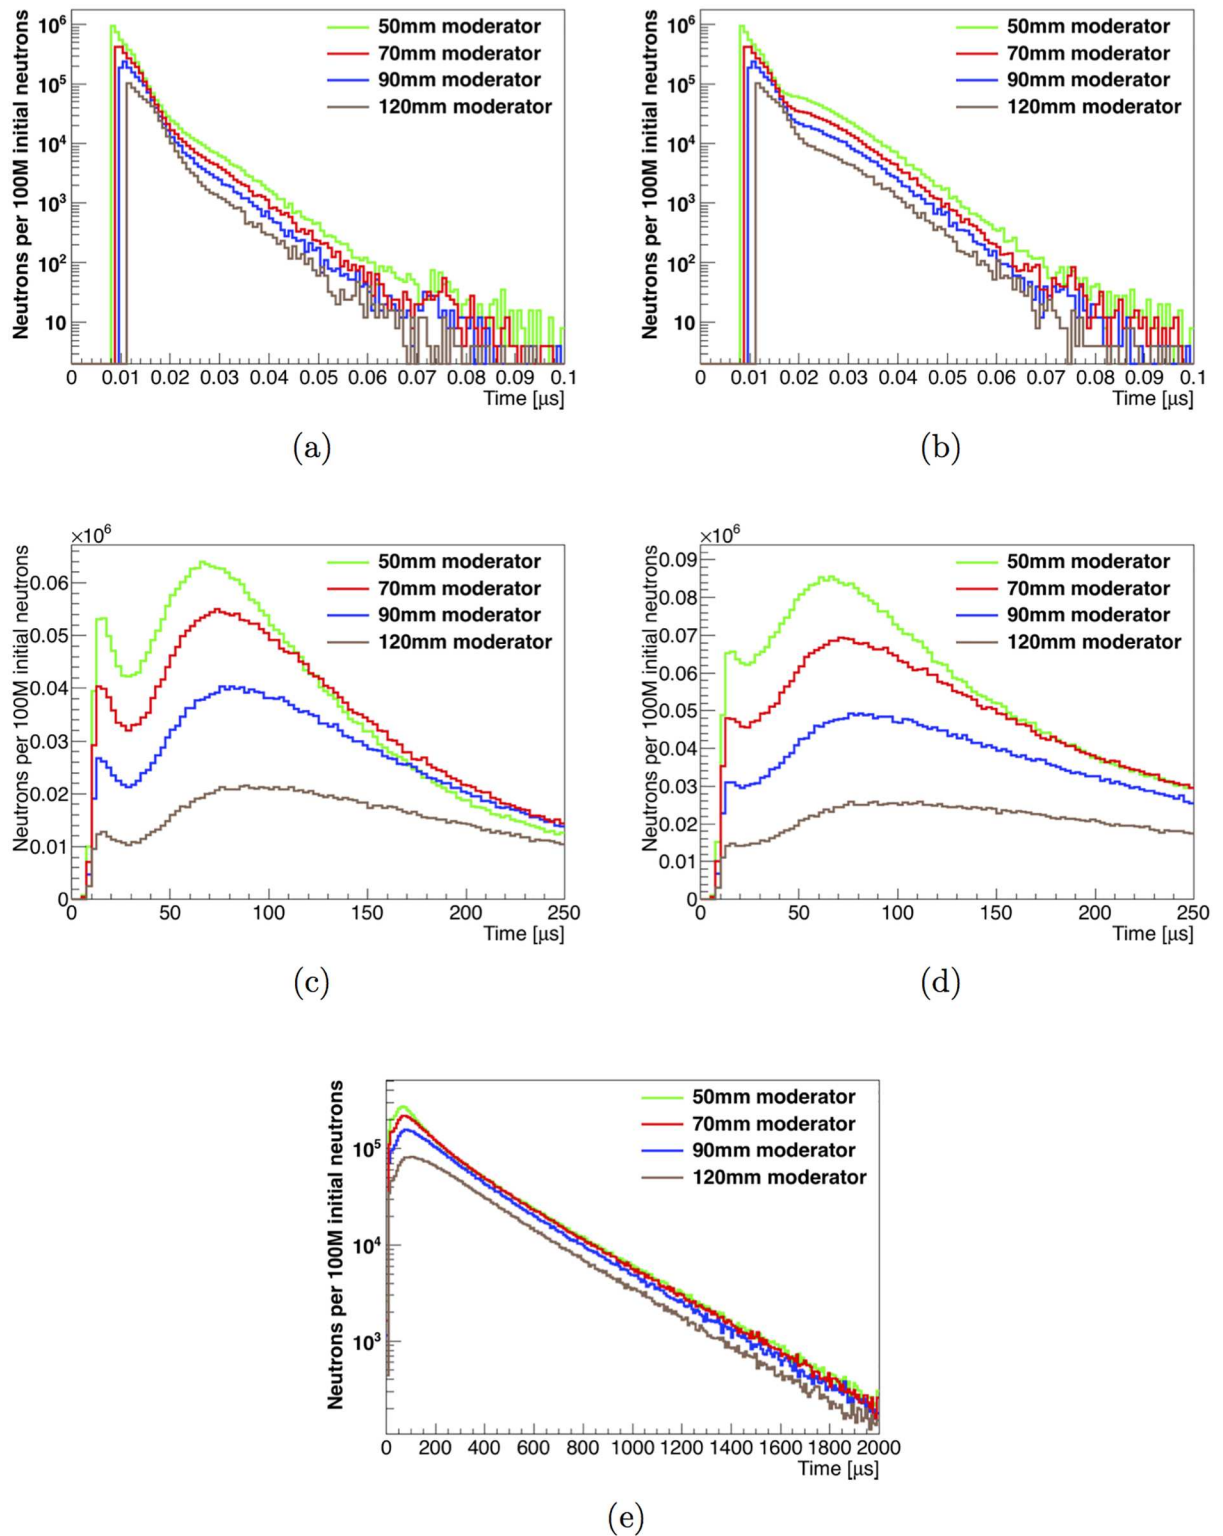 Neutrons per 100M initial neutrons
10⁶
10⁵
10⁴
10³
10²
10
50mm moderator
70mm moderator
90mm moderator
120mm moderator
0 0.01 0.02 0.03 0.04 0.05 0.06 0.07 0.08 0.09 0.1
Time [μs]
(a)
Neutrons per 100M initial neutrons
10⁶
10⁵
10⁴
10³
10²
10
50mm moderator
70mm moderator
90mm moderator
120mm moderator
0 0.01 0.02 0.03 0.04 0.05 0.06 0.07 0.08 0.09 0.1
Time [μs]
(b)
×10⁶
Neutrons per 100M initial neutrons
0.06
0.05
0.04
0.03
0.02
0.01
0
50mm moderator
70mm moderator
90mm moderator
120mm moderator
0 50 100 150 200 250
Time [μs]
(c)
×10⁶
Neutrons per 100M initial neutrons
0.09
0.08
0.07
0.06
0.05
0.04
0.03
0.02
0.01
0
50mm moderator
70mm moderator
90mm moderator
120mm moderator
0 50 100 150 200 250
Time [μs]
(d)
Neutrons per 100M initial neutrons
10⁵
10⁴
10³
50mm moderator
70mm moderator
90mm moderator
120mm moderator
0 200 400 600 800 1000 1200 1400 1600 1800 2000
Time [μs]
(e)